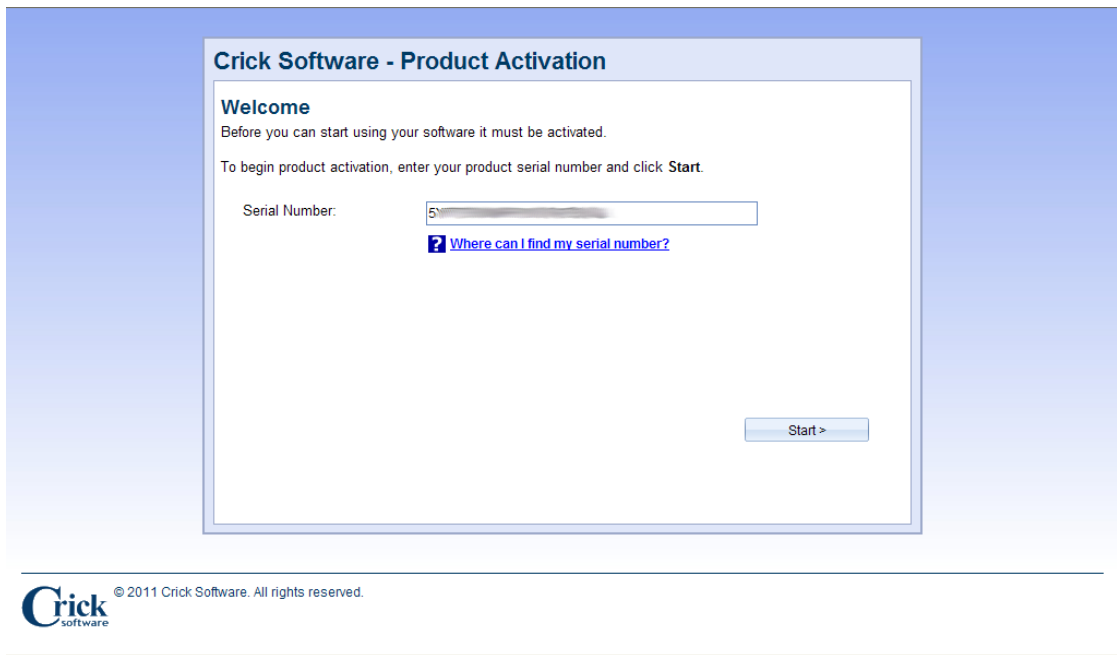 Crick Software - Product Activation
Welcome
Before you can start using your software it must be activated.
To begin product activation, enter your product serial number and click Start.
Serial Number:
? Where can I find my serial number?
Start >
Crick software
© 2011 Crick Software. All rights reserved.